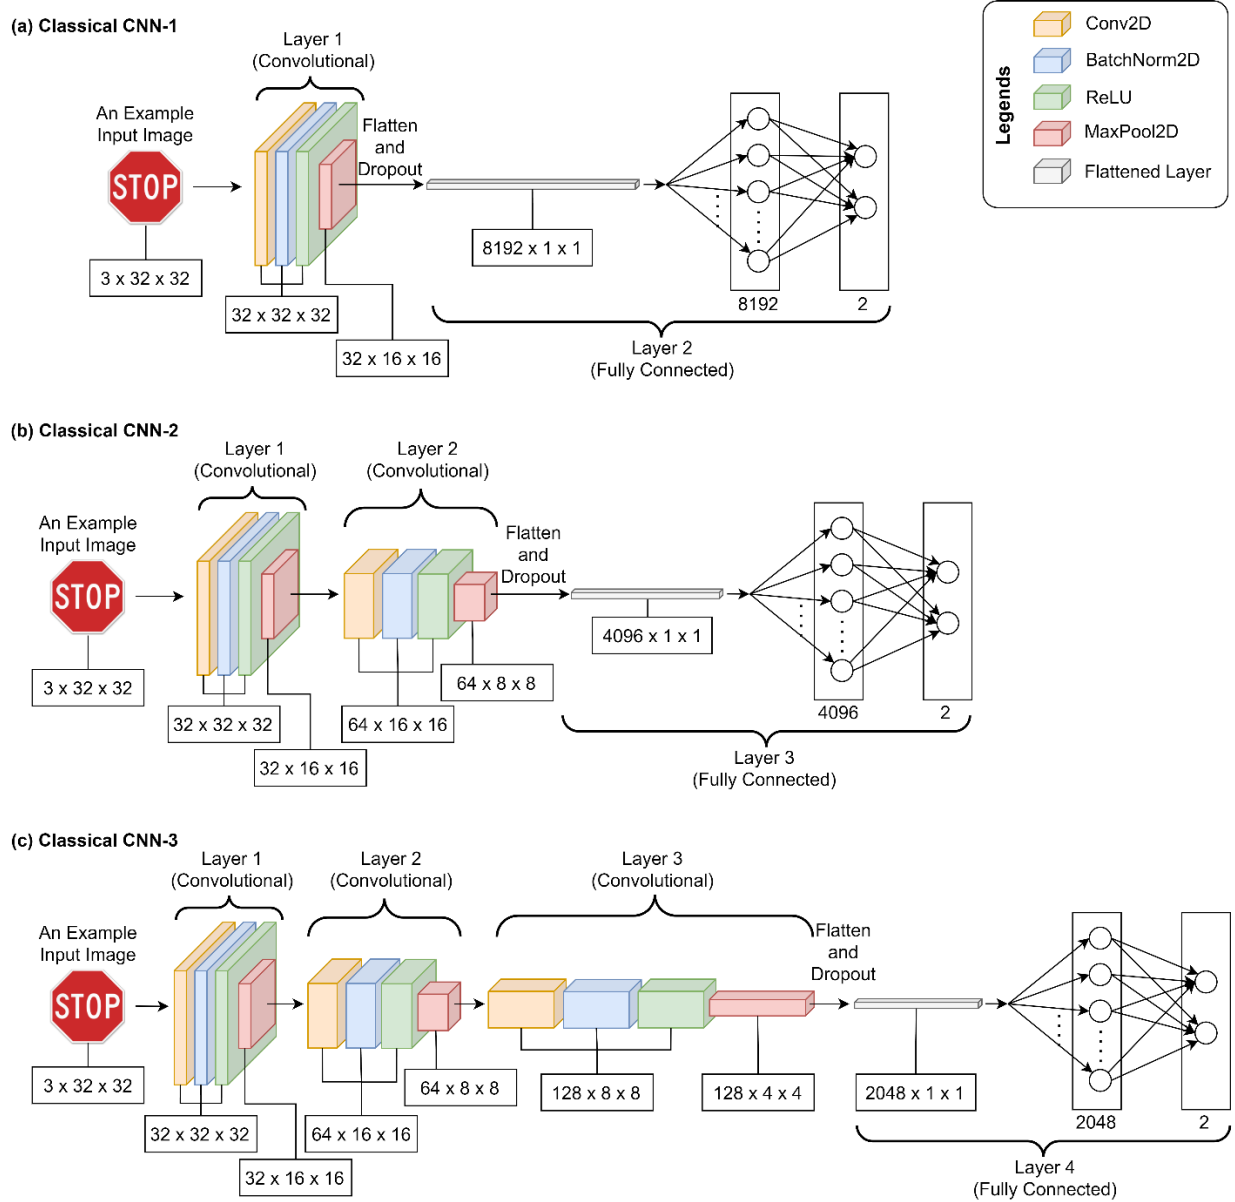 (a) Classical CNN-1
Layer 1
(Convolutional)
An Example
Input Image
STOP
Flatten
and
Dropout
3 x 32 x 32
32 x 32 x 32
32 x 16 x 16
8192 x 1 x 1
8192
2
Layer 2
(Fully Connected)
Legends
Conv2D
BatchNorm2D
ReLU
MaxPool2D
Flattened Layer
(b) Classical CNN-2
Layer 1
(Convolutional)
Layer 2
(Convolutional)
An Example
Input Image
STOP
Flatten
and
Dropout
3 x 32 x 32
32 x 32 x 32
32 x 16 x 16
64 x 16 x 16
64 x 8 x 8
4096 x 1 x 1
4096
2
Layer 3
(Fully Connected)
(c) Classical CNN-3
Layer 1
(Convolutional)
Layer 2
(Convolutional)
Layer 3
(Convolutional)
An Example
Input Image
STOP
Flatten
and
Dropout
3 x 32 x 32
32 x 32 x 32
32 x 16 x 16
64 x 16 x 16
64 x 8 x 8
128 x 8 x 8
128 x 4 x 4
2048 x 1 x 1
2048
2
Layer 4
(Fully Connected)